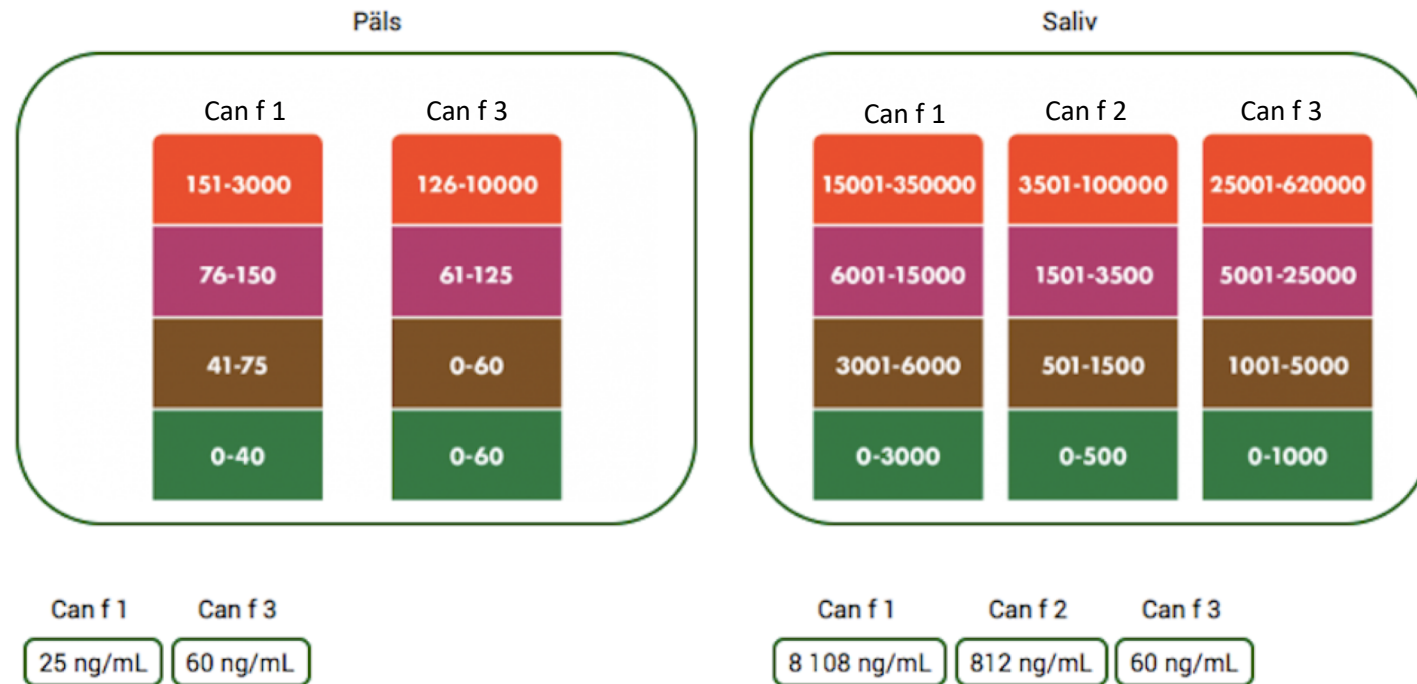 Päls
Can f 1 Can f 3
151-3000 126-10000
76-150 61-125
41-75 0-60
0-40 0-60
Can f 1 Can f 3
25 ng/mL 60 ng/mL
Saliv
Can f 1 Can f 2 Can f 3
15001-350000 3501-100000 25001-620000
6001-15000 1501-3500 5001-25000
3001-6000 501-1500 1001-5000
0-3000 0-500 0-1000
Can f 1 Can f 2 Can f 3
8 108 ng/mL 812 ng/mL 60 ng/mL